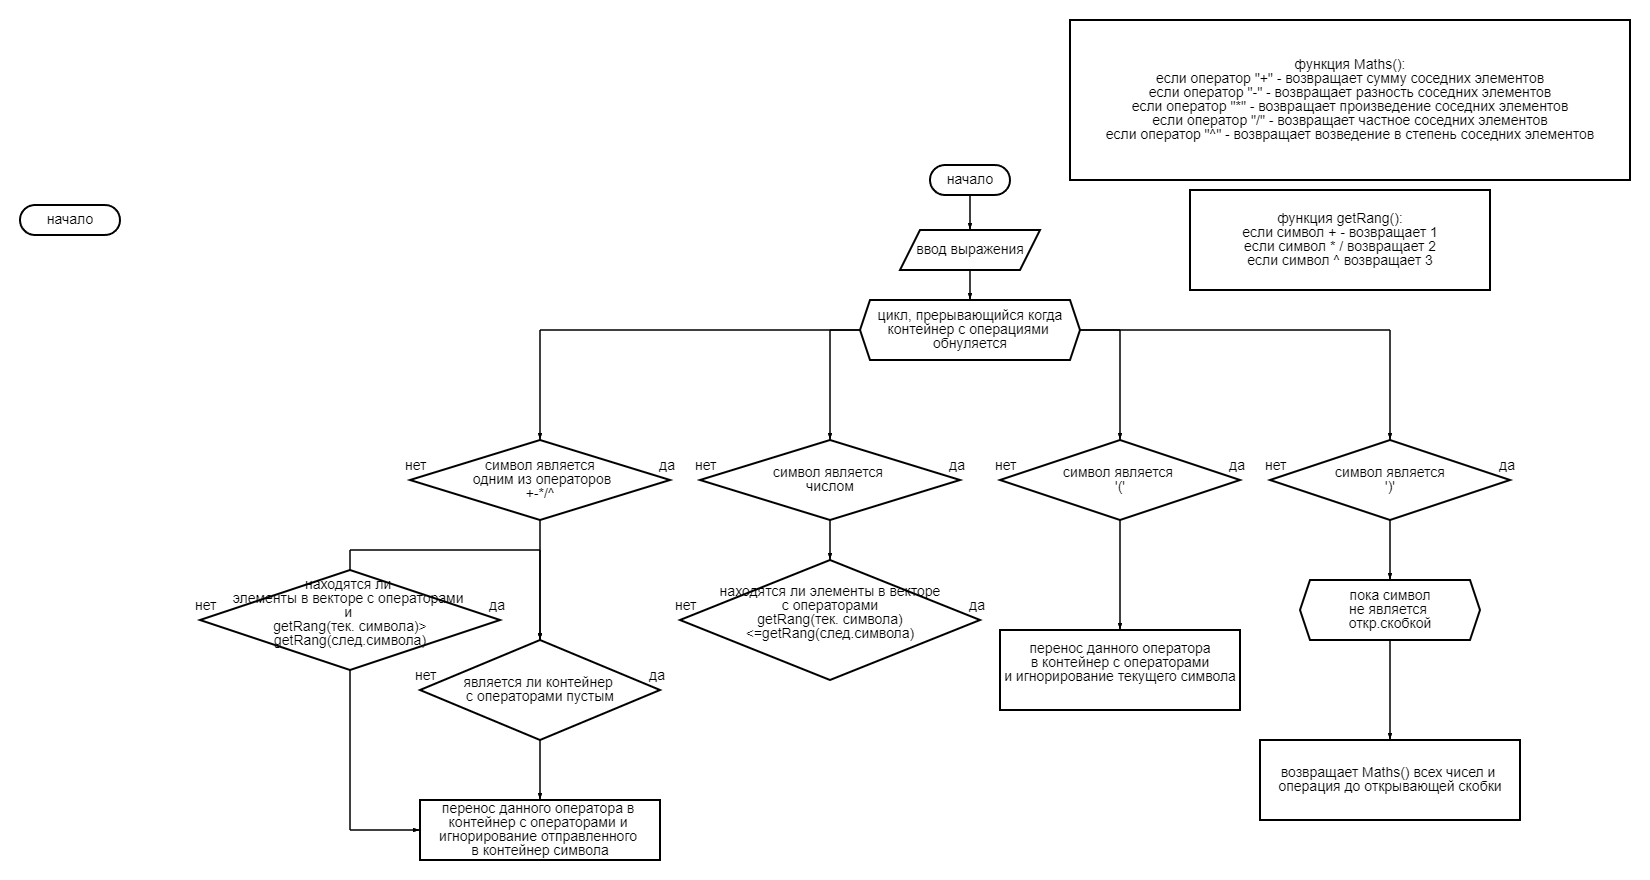 функция Maths():
если оператор "+" - возвращает сумму соседних элементов
если оператор "-" - возвращает разность соседних элементов
если оператор "*" - возвращает произведение соседних элементов
если оператор "/" - возвращает частное соседних элементов
если оператор "^" - возвращает возведение в степень соседних элементов
начало
функция getRang():
если символ + - возвращает 1
если символ * / возвращает 2
если символ ^ возвращает 3
начало
ввод выражения
цикл, прерывающийся когда
контейнер с операциями
обнуляется
нет
символ является
одним из операторов
+-*/^
да
нет
символ является
числом
да
нет
символ является
'('
да
нет
символ является
')'
да
нет
находятся ли
элементы в векторе с операторами
и
getRang(тек. символа)>
getRang(след.символа)
да
нет
является ли контейнер
с операторами пустым
да
нет
находятся ли элементы в векторе
с операторами
getRang(тек. символа)
<=getRang(след.символа)
да
перенос данного оператора
в контейнер с операторами
и игнорирование текущего символа
пока символ
не является
откр.скобкой
возвращает Maths() всех чисел и
операция до открывающей скобки
перенос данного оператора в
контейнер с операторами и
игнорирование отправленного
в контейнер символа